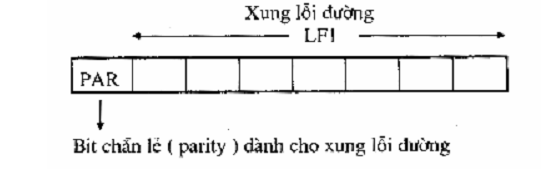 Xung lỗi đường
LFI
PAR
Bit chẵn lẻ ( parity ) dành cho xung lỗi đường